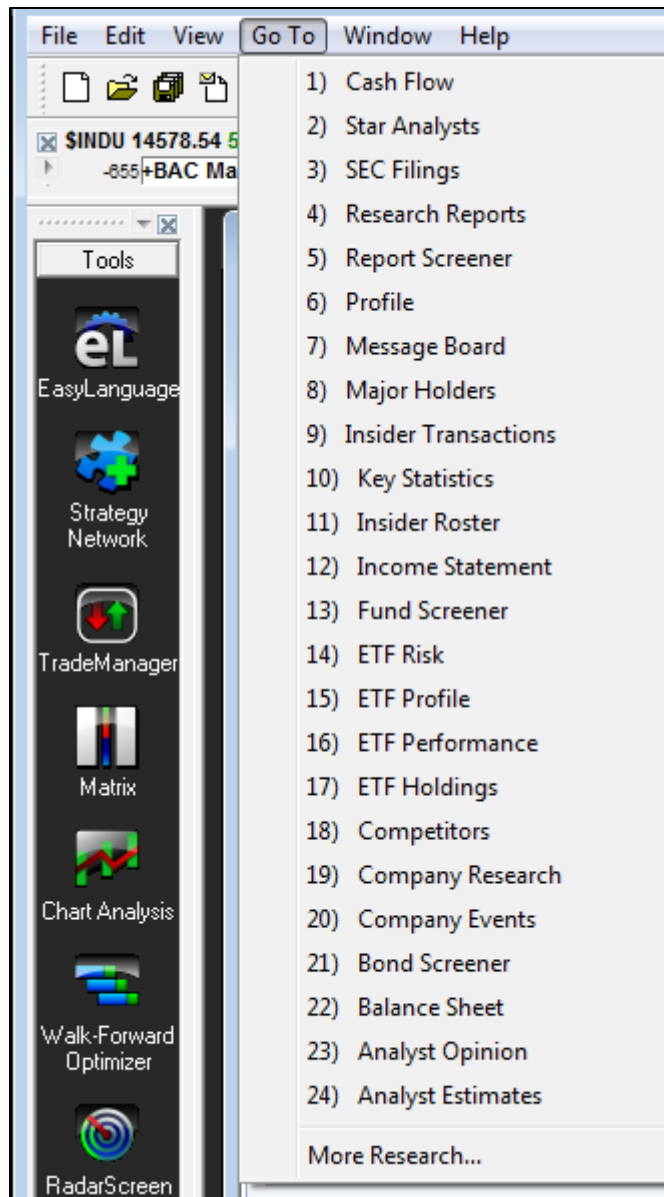 File Edit View Go To Window Help
$INDU 14578.54 5
-655 +BAC Ma
Tools
EasyLanguage
Strategy
Network
TradeManager
Matrix
Chart Analysis
Walk-Forward
Optimizer
RadarScreen
1) Cash Flow
2) Star Analysts
3) SEC Filings
4) Research Reports
5) Report Screener
6) Profile
7) Message Board
8) Major Holders
9) Insider Transactions
10) Key Statistics
11) Insider Roster
12) Income Statement
13) Fund Screener
14) ETF Risk
15) ETF Profile
16) ETF Performance
17) ETF Holdings
18) Competitors
19) Company Research
20) Company Events
21) Bond Screener
22) Balance Sheet
23) Analyst Opinion
24) Analyst Estimates
More Research...